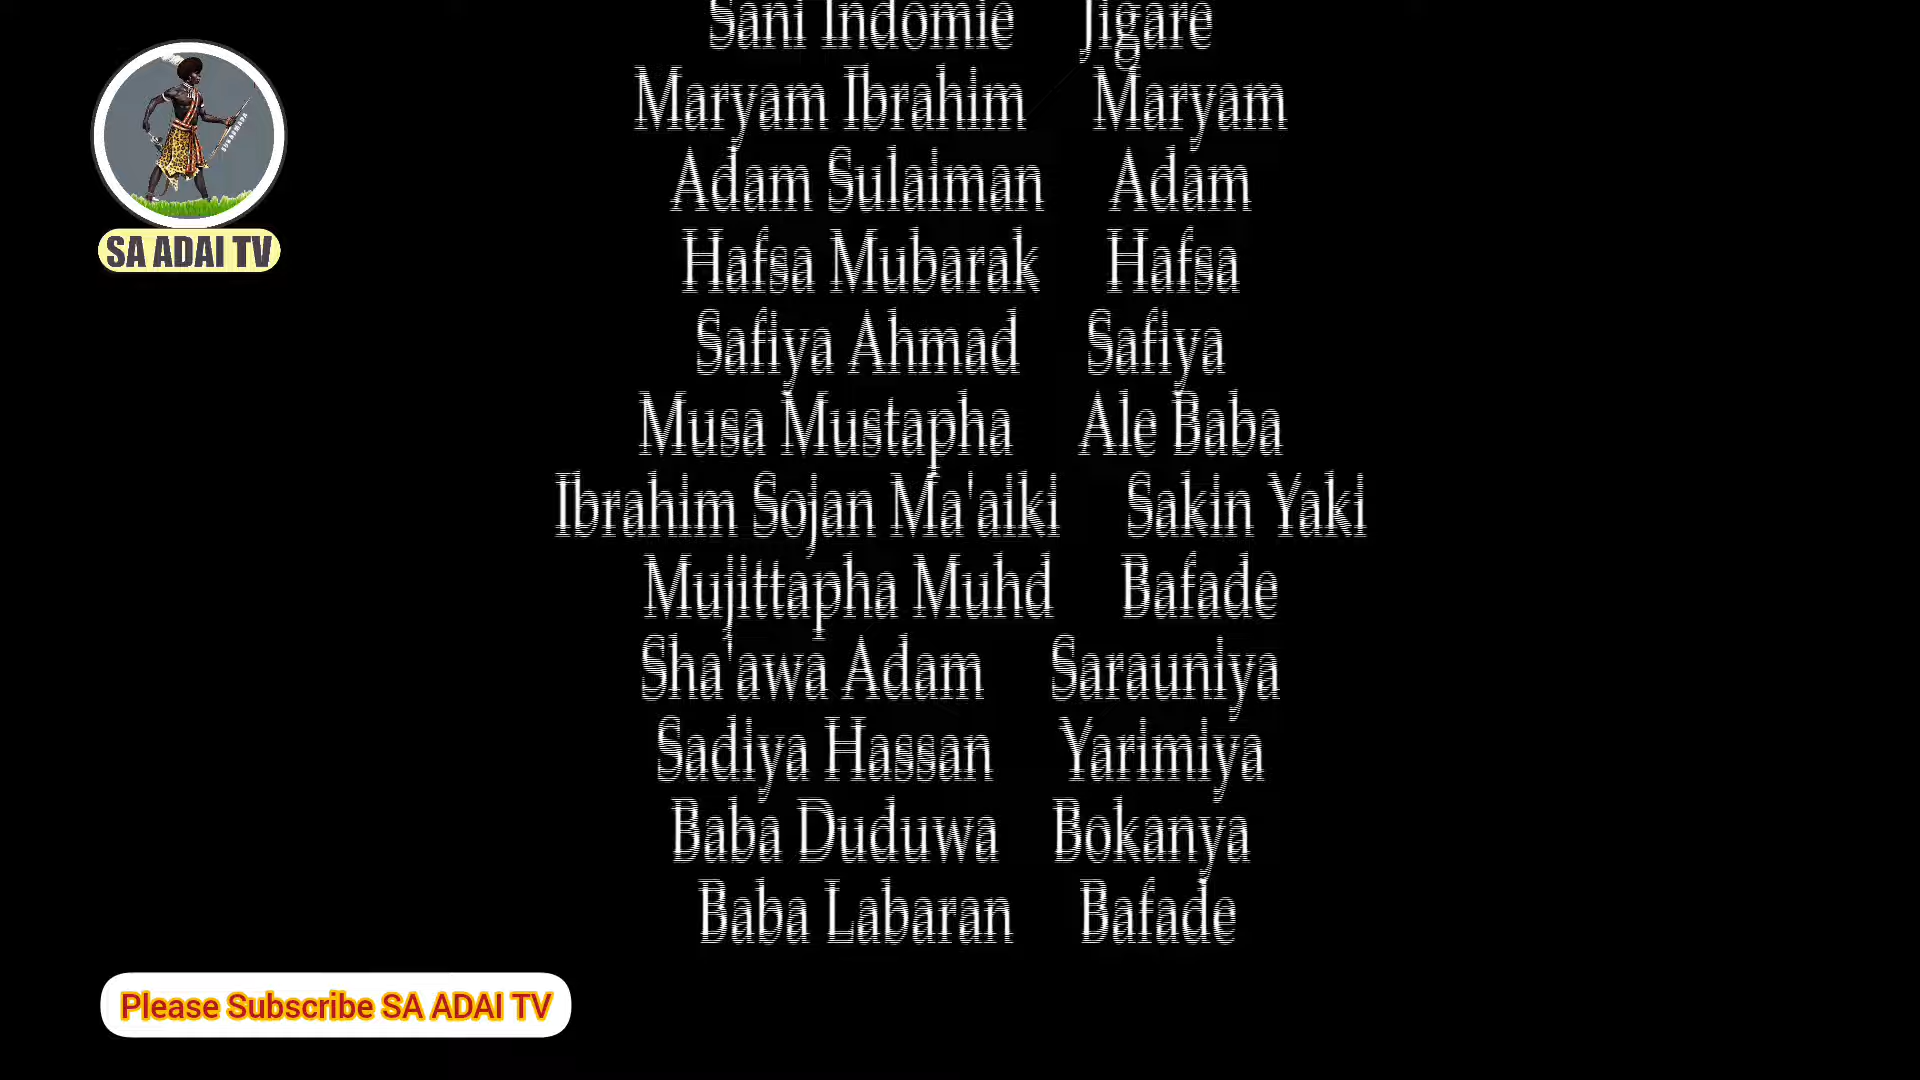 Sani Indomie Jigare
Maryam Ibrahim Maryam
Adam Sulaiman Adam
Hafsa Mubarak Hafsa
Safiya Ahmad Safiya
Musa Mustapha Ale Baba
Ibrahim Sojan Ma'aiki Sakin Yaki
Mujittapha Muhd Bafade
Sha'awa Adam Sarauniya
Sadiya Hassan Yarimiya
Baba Duduwa Bokanya
Baba Labaran Bafade
SA ADAI TV
Please Subscribe SA ADAI TV